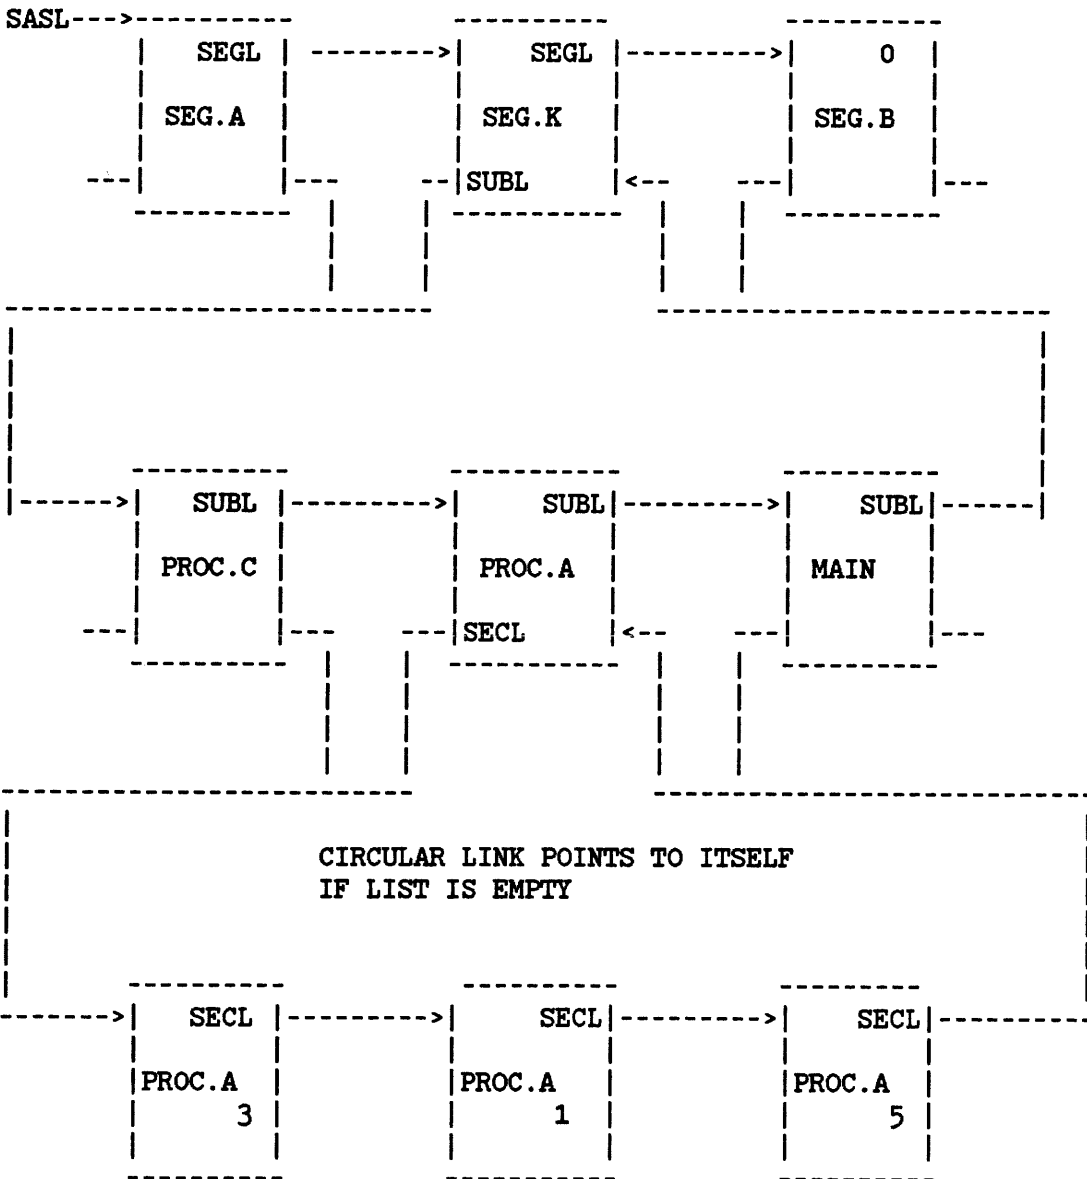 SASL--->
SEGL -------->| SEGL |--------->| 0
SEG.A SEG.K SEG.B
SUBL <--
------>| SUBL |--------->| SUBL|--------->| SUBL|------
PROC.C PROC.A MAIN
SECL <--
CIRCULAR LINK POINTS TO ITSELF
IF LIST IS EMPTY
------->| SECL |--------->| SECL|--------->| SECL|----------
PROC.A PROC.A PROC.A
3 1 5